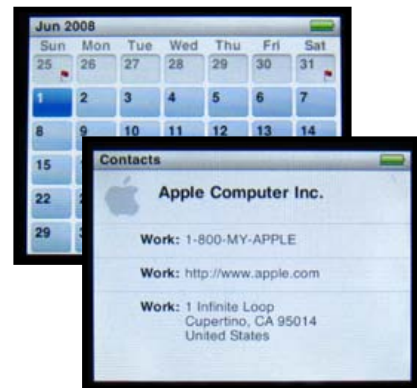 Jun 2008
Sun Mon Tue Wed Thu Fri Sat
25 26 27 28 29 30 31
1 2 3 4 5 6 7
8 9 10 11 12 13 14
15
22
29
Contacts
Apple Computer Inc.
Work: 1-800-MY-APPLE
Work: http://www.apple.com
Work: 1 Infinite Loop
Cupertino, CA 95014
United States